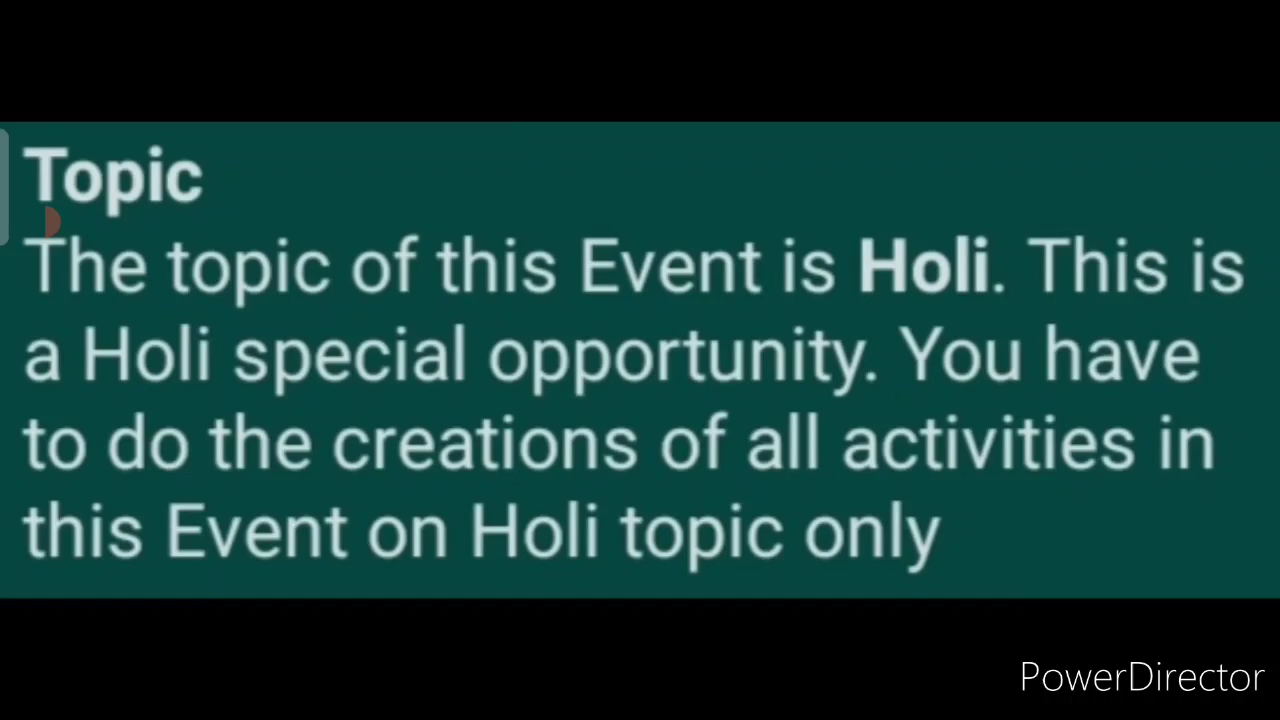 Topic
The topic of this Event is Holi. This is
a Holi special opportunity. You have
to do the creations of all activities in
this Event on Holi topic only
PowerDirector